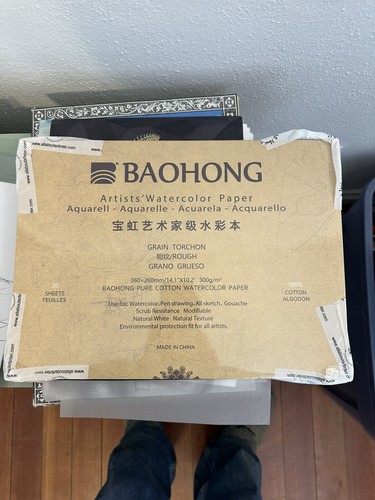 BAOHONG
Artists' Watercolor Paper
Aquarell - Aquarelle - Acuarela - Acquarello
宝虹艺术家级水彩本
GRAIN TORCHON
粗纹/ROUGH
GRANO GRUESO
360×260mm/14.1"X10.2" 300g/m²
BAOHONG PURE COTTON WATERCOLOR PAPER
20
SHEETS
FEUILLES
100%
COTTON
ALGODON
Use for: Watercolor. Pen drawing. All sketch. Gouache
Scrub Resistance Modifiable
Natural White Natural Texture
Environmental protection fit for all artists.
MADE IN CHINA